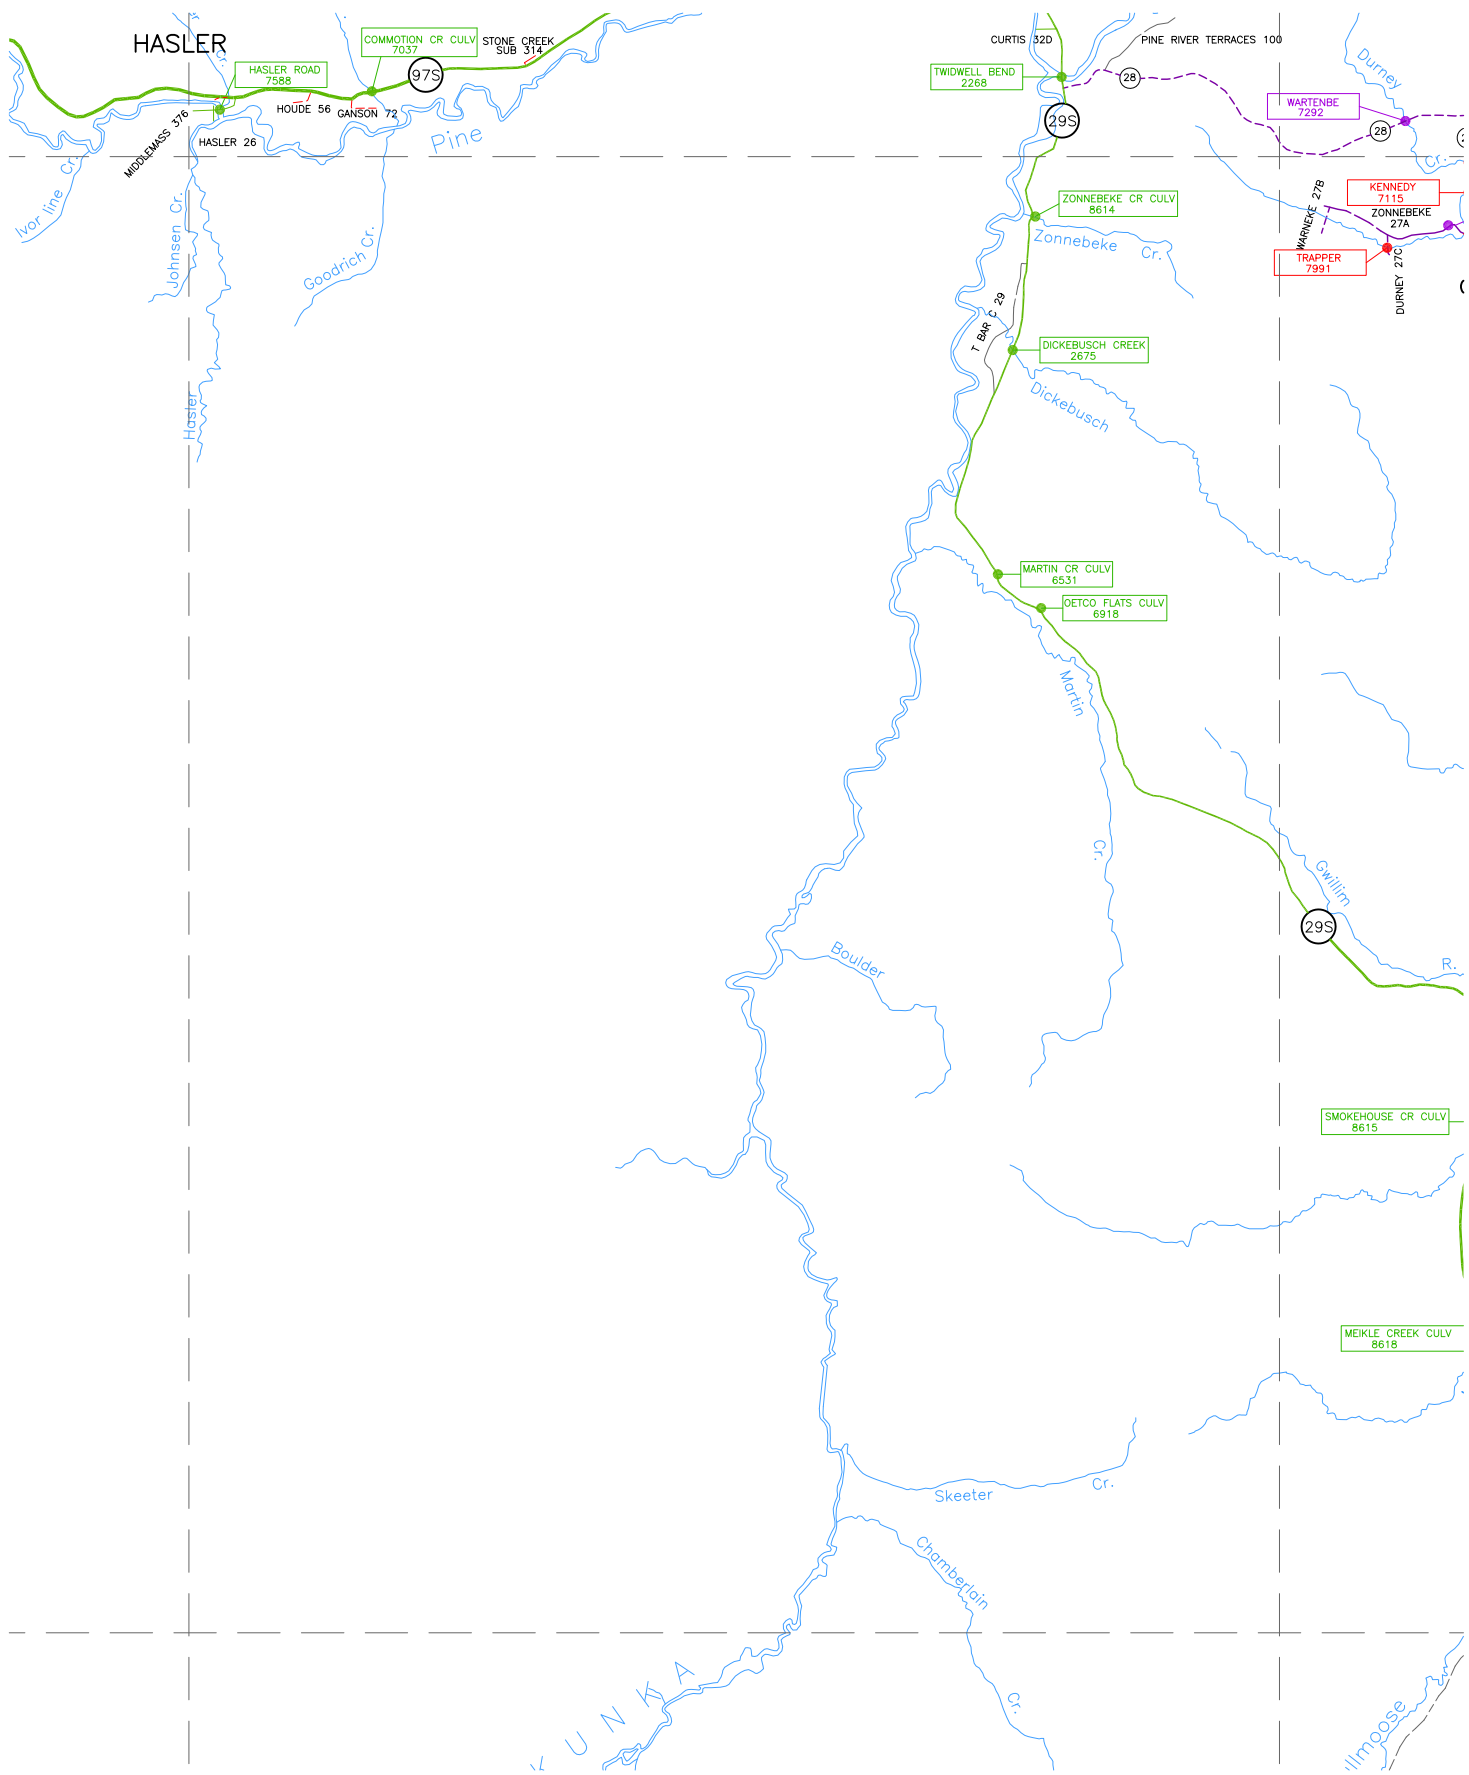 HASLER
Cr.
COMMOTION CR CULV
7037
STONE CREEK
SUB 314
97S
HASLER ROAD
7588
HOUDE 56
GANSON 72
MIDDLEMASS 376
HASLER 26
Pine
Ivor line Cr.
Johnsen Cr.
Goodrich Cr.
Hasler
CURTIS 32D
PINE RIVER TERRACES 100
TWIDWELL BEND
2268
28
29S
Durney
WARTENBE
7292
28
Cr.
KENNEDY
7115
ZONNEBEKE
27A
WARNEKE 27B
TRAPPER
7991
DURNEY 27C
ZONNEBEKE CR CULV
8614
Zonnebeke Cr.
T BAR C 29
DICKEBUSCH CREEK
2675
Dickebusch
MARTIN CR CULV
6531
OETCO FLATS CULV
6918
Martin
Cr.
Gwillim
29S
R.
Boulder
SMOKEHOUSE CR CULV
8615
MEIKLE CREEK CULV
8618
Skeeter Cr.
Chamberlain
Cr.
UNKA
llmoose